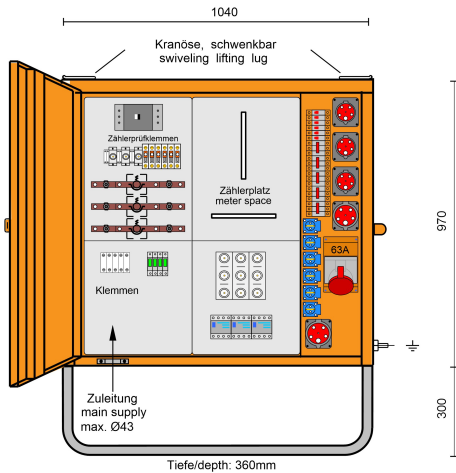 1040
Kranöse, schwenkbar
swiveling lifting lug
Zählerprüfklemmen
Zählerplatz
meter space
63A
970
Klemmen
Zuleitung
main supply
max. Ø43
300
Tiefe/depth: 360mm